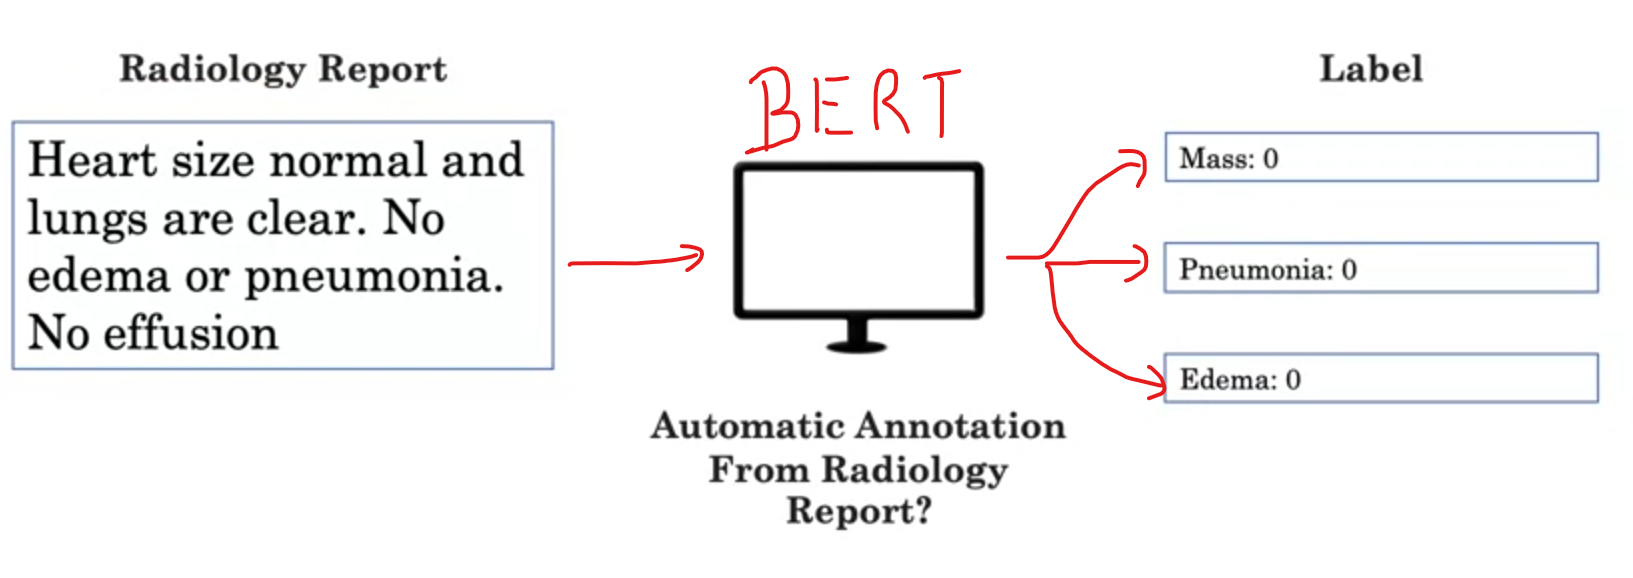 Radiology Report
Heart size normal and
lungs are clear. No
edema or pneumonia.
No effusion
BERT
Automatic Annotation
From Radiology
Report?
Label
Mass: 0
Pneumonia: 0
Edema: 0